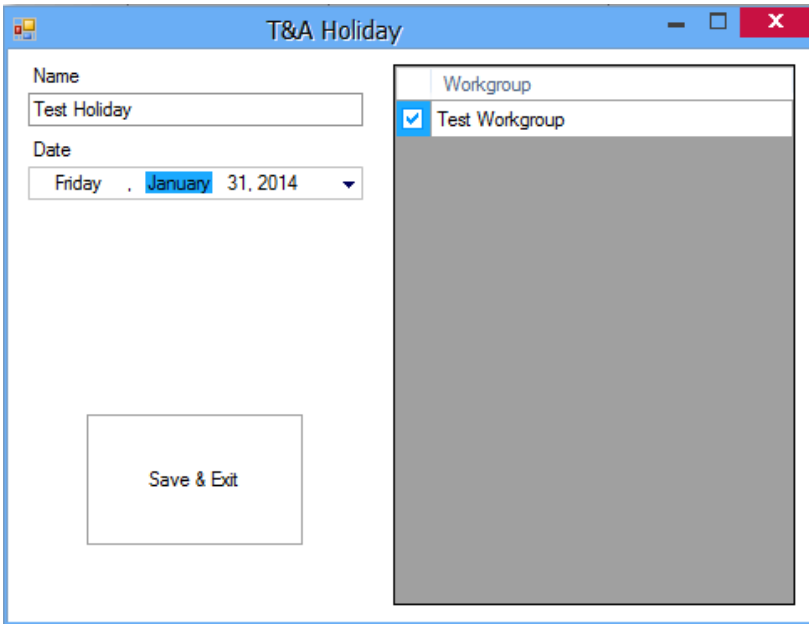 T&A Holiday
Name
Test Holiday
Date
Friday , January 31, 2014
Save & Exit
Workgroup
Test Workgroup